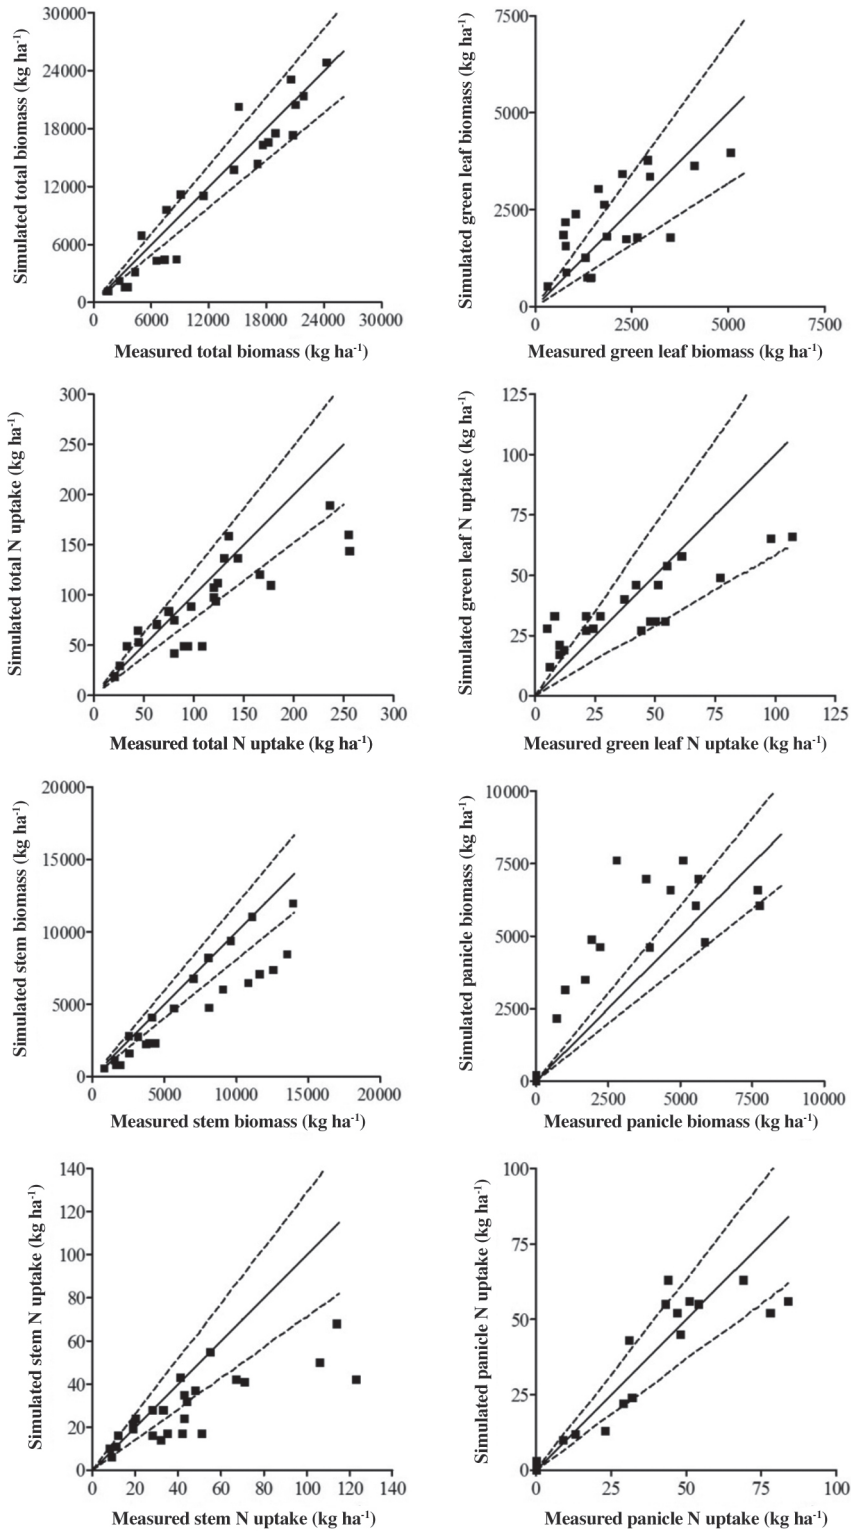 30000
24000
18000
12000
6000
0
Simulated total biomass (kg ha-1)
0 6000 12000 18000 24000 30000
Measured total biomass (kg ha-1)
7500
5000
2500
0
Simulated green leaf biomass (kg ha-1)
0 2500 5000 7500
Measured green leaf biomass (kg ha-1)
300
250
200
150
100
50
0
Simulated total N uptake (kg ha-1)
0 50 100 150 200 250 300
Measured total N uptake (kg ha-1)
125
100
75
50
25
0
Simulated green leaf N uptake (kg ha-1)
0 25 50 75 100 125
Measured green leaf N uptake (kg ha-1)
20000
15000
10000
5000
0
Simulated stem biomass (kg ha-1)
0 5000 10000 15000 20000
Measured stem biomass (kg ha-1)
10000
7500
5000
2500
0
Simulated panicle biomass (kg ha-1)
0 2500 5000 7500 10000
Measured panicle biomass (kg ha-1)
140
120
100
80
60
40
20
0
Simulated stem N uptake (kg ha-1)
0 20 40 60 80 100 120 140
Measured stem N uptake (kg ha-1)
100
75
50
25
0
Simulated panicle N uptake (kg ha-1)
0 25 50 75 100
Measured panicle N uptake (kg ha-1)